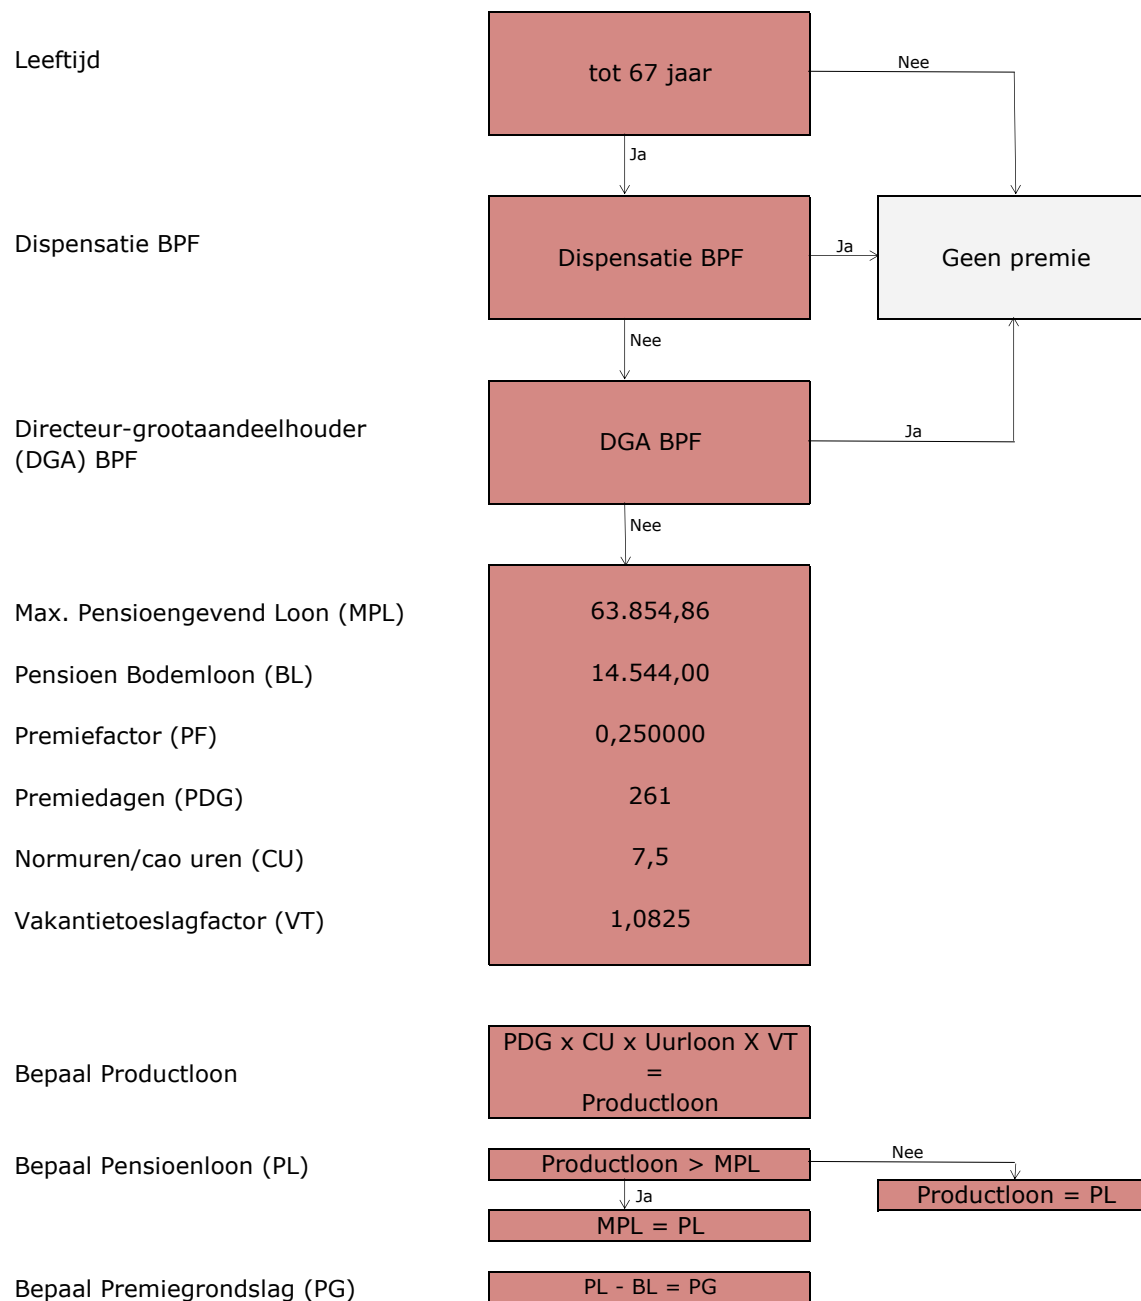 Leeftijd
tot 67 jaar
Nee
Ja
Dispensatie BPF
Dispensatie BPF
Ja
Geen premie
Nee
Directeur-grootaandeelhouder
(DGA) BPF
DGA BPF
Ja
Nee
Max. Pensioengevend Loon (MPL)
63.854,86
Pensioen Bodemloon (BL)
14.544,00
Premiefactor (PF)
0,250000
Premiedagen (PDG)
261
Normuren/cao uren (CU)
7,5
Vakantietoeslagfactor (VT)
1,0825
Bepaal Productloon
PDG x CU x Uurloon X VT
=
Productloon
Bepaal Pensioenloon (PL)
Productloon > MPL
Nee
Productloon = PL
Ja
MPL = PL
Bepaal Premiegrondslag (PG)
PL - BL = PG